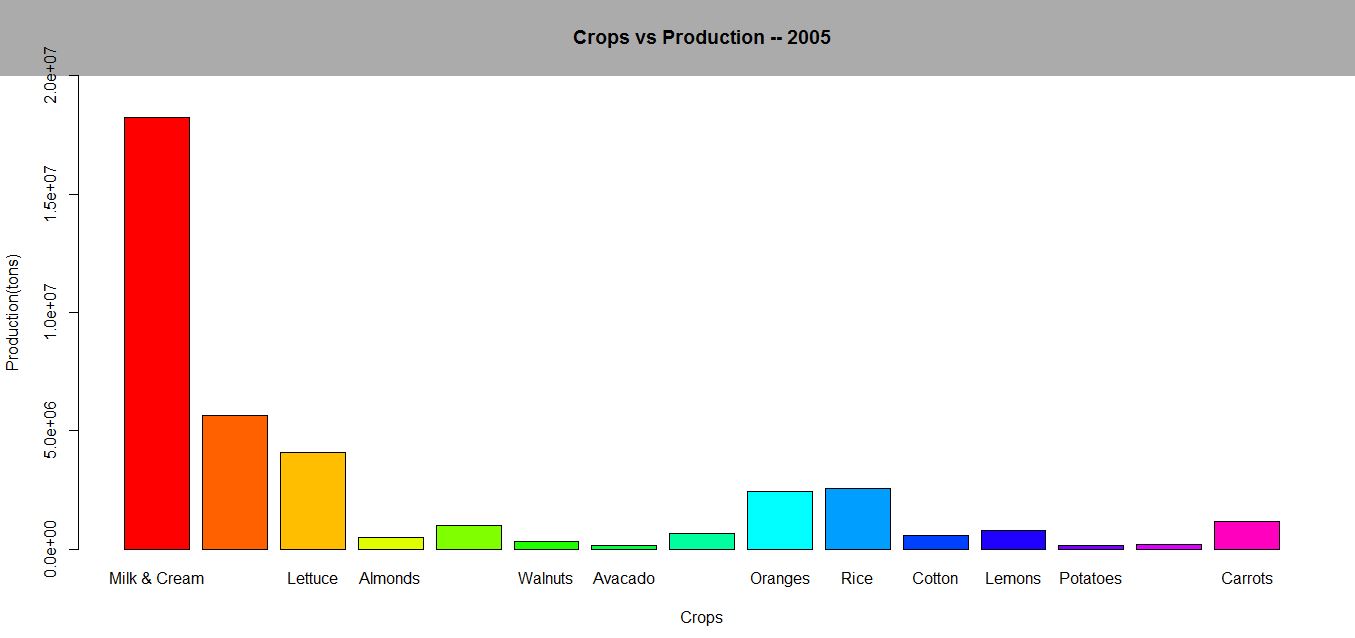 Crops vs Production -- 2005
Production(tons)
2.0e+07
1.5e+07
1.0e+07
5.0e+06
0.0e+00
Milk & Cream Lettuce Almonds Walnuts Avacado Oranges Rice Cotton Lemons Potatoes Carrots
Crops